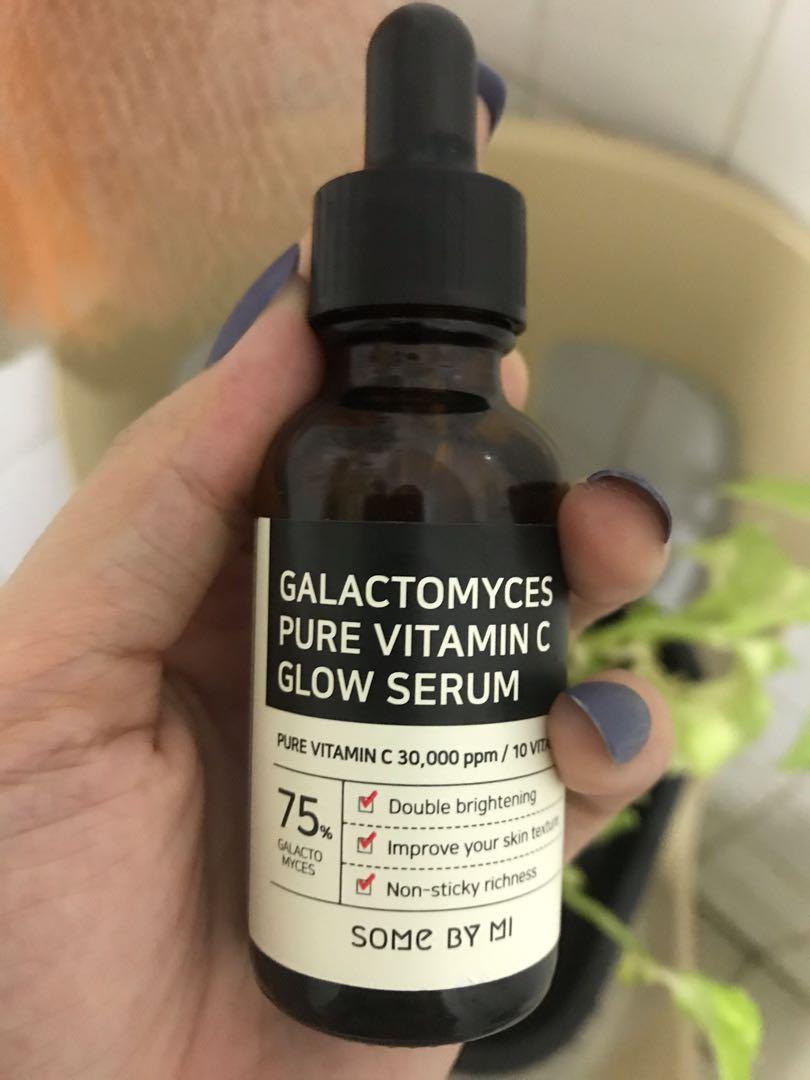 GALACTOMYCES
PURE VITAMIN C
GLOW SERUM
PURE VITAMIN C 30,000 ppm / 10
75%
GALACTO
MYCES
Double brightening
Improve your skin texture
Non-sticky richness
SOME BY MI